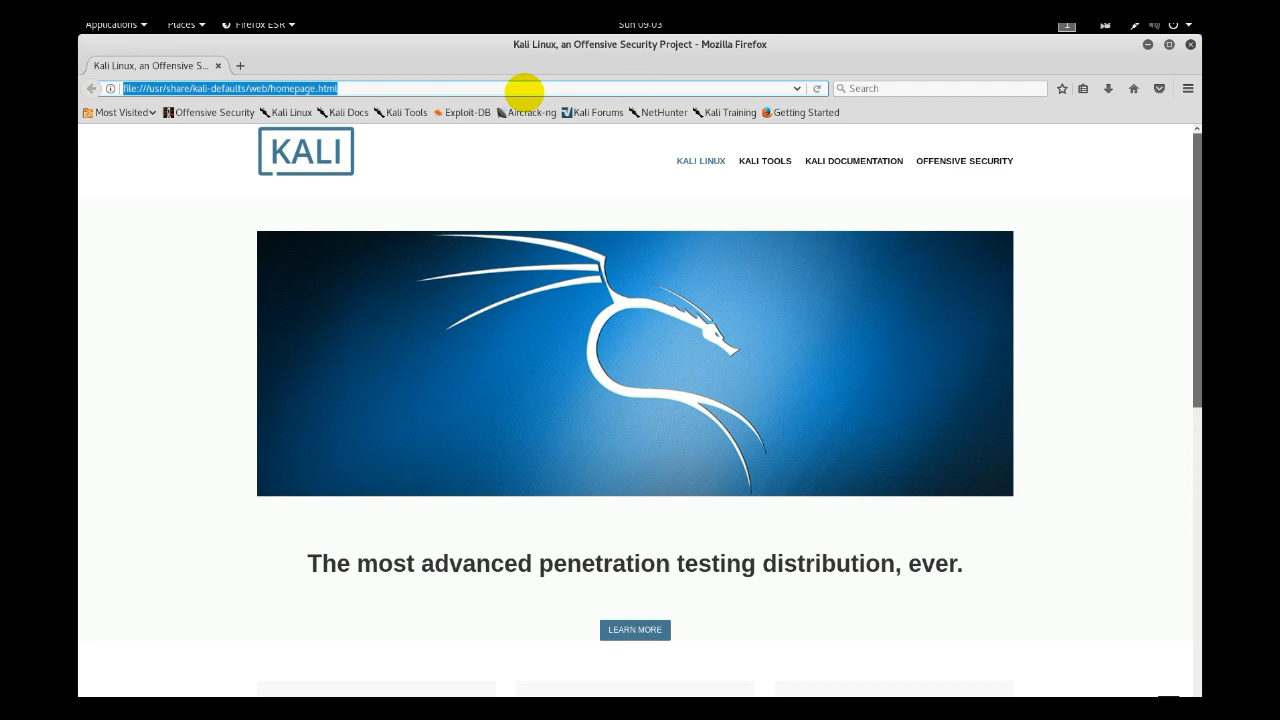 Applications Places Firefox ESR Sun 09:03 1
Kali Linux, an Offensive Security Project - Mozilla Firefox
Kali Linux, an Offensive S...
file:///usr/share/kali-defaults/web/homepage.html Search
Most Visited Offensive Security Kali Linux Kali Docs Kali Tools Exploit-DB Aircrack-ng Kali Forums NetHunter Kali Training Getting Started
KALI
KALI LINUX KALI TOOLS KALI DOCUMENTATION OFFENSIVE SECURITY
The most advanced penetration testing distribution, ever.
LEARN MORE